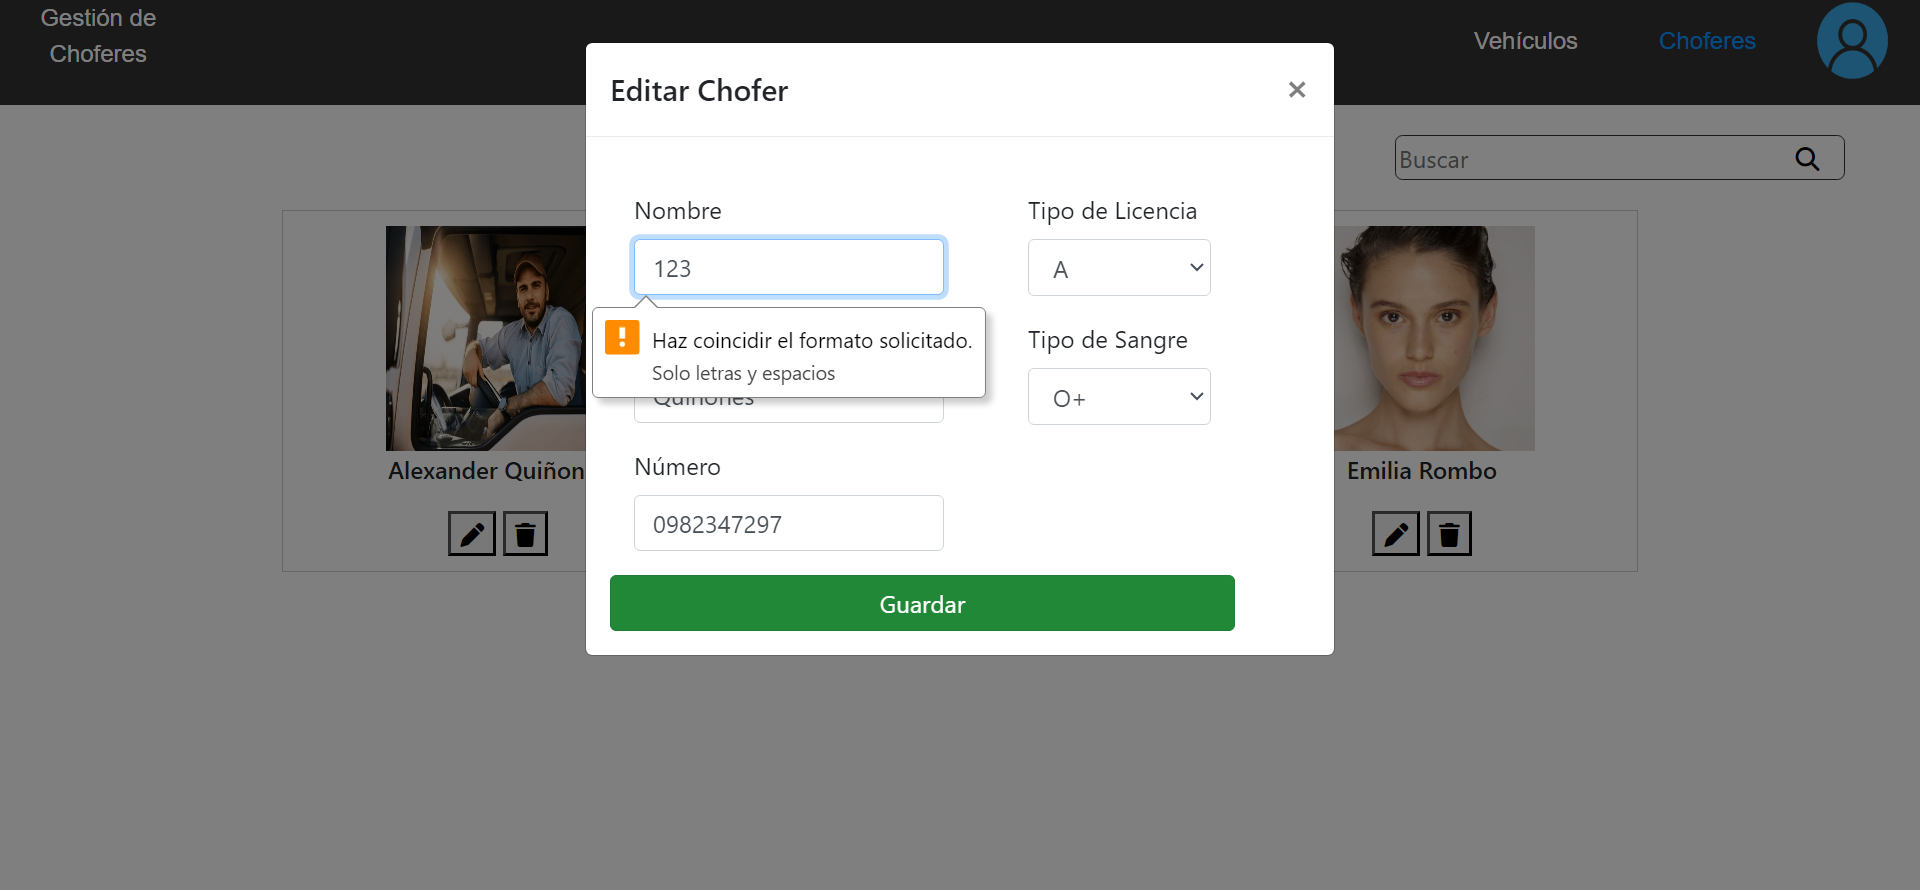 Gestión de
Choferes
Vehículos
Choferes
Editar Chofer
Buscar
Nombre
123
Haz coincidir el formato solicitado.
Solo letras y espacios
Quiñones
Número
0982347297
Tipo de Licencia
A
Tipo de Sangre
O+
Guardar
Alexander Quiñon
Emilia Rombo